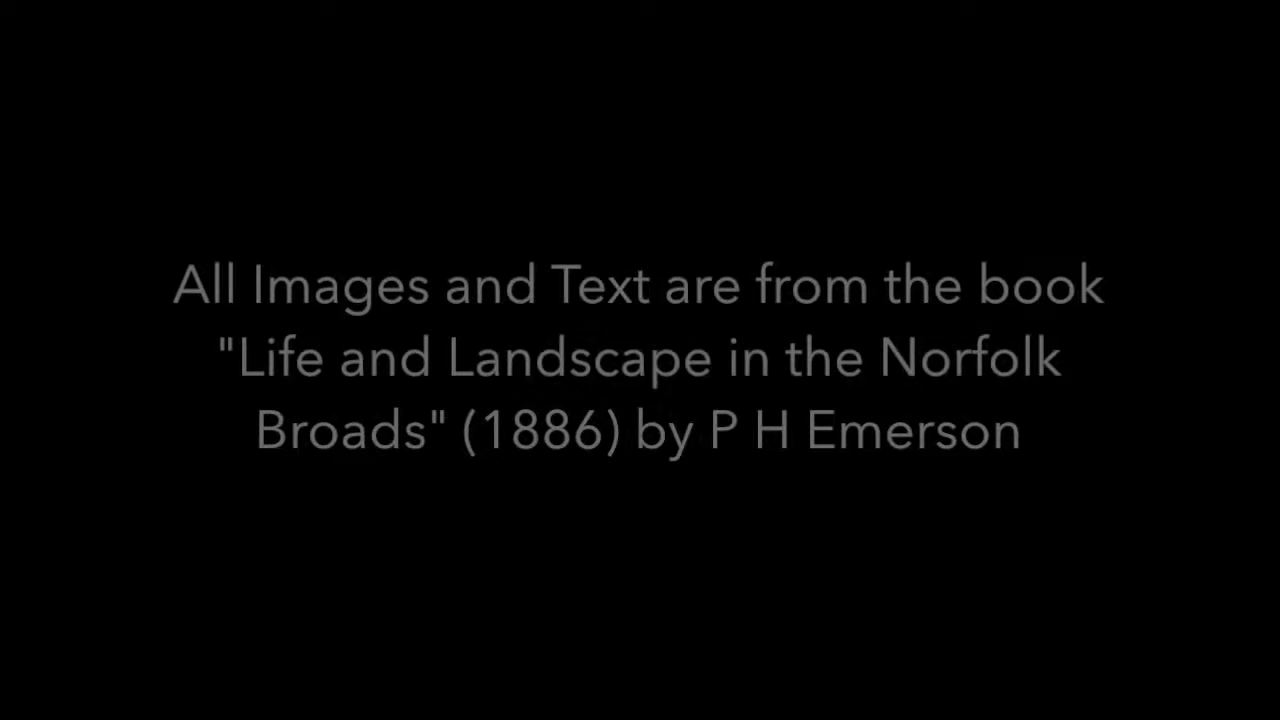 All Images and Text are from the book
"Life and Landscape in the Norfolk
Broads" (1886) by P H Emerson